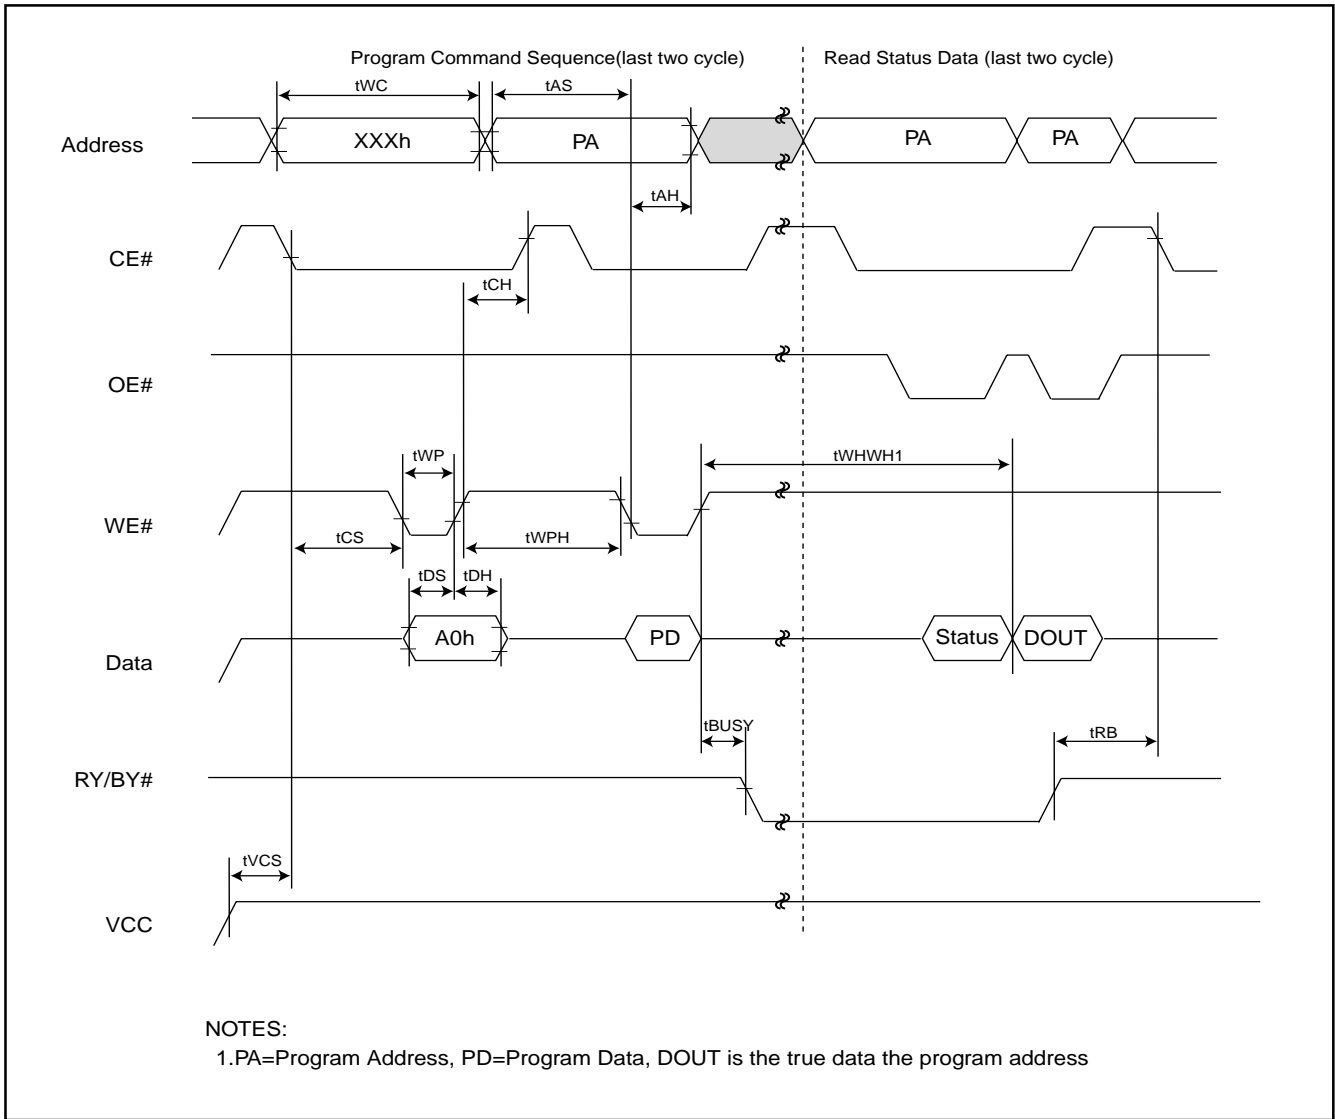 Program Command Sequence(last two cycle)
Read Status Data (last two cycle)
tWC
tAS
Address
XXXh
PA
PA
PA
tAH
CE#
tCH
OE#
tWP
tWHWH1
WE#
tCS
tWPH
tDS
tDH
Data
A0h
PD
Status
DOUT
tBUSY
tRB
RY/BY#
tVCS
VCC
NOTES:
1.PA=Program Address, PD=Program Data, DOUT is the true data the program address